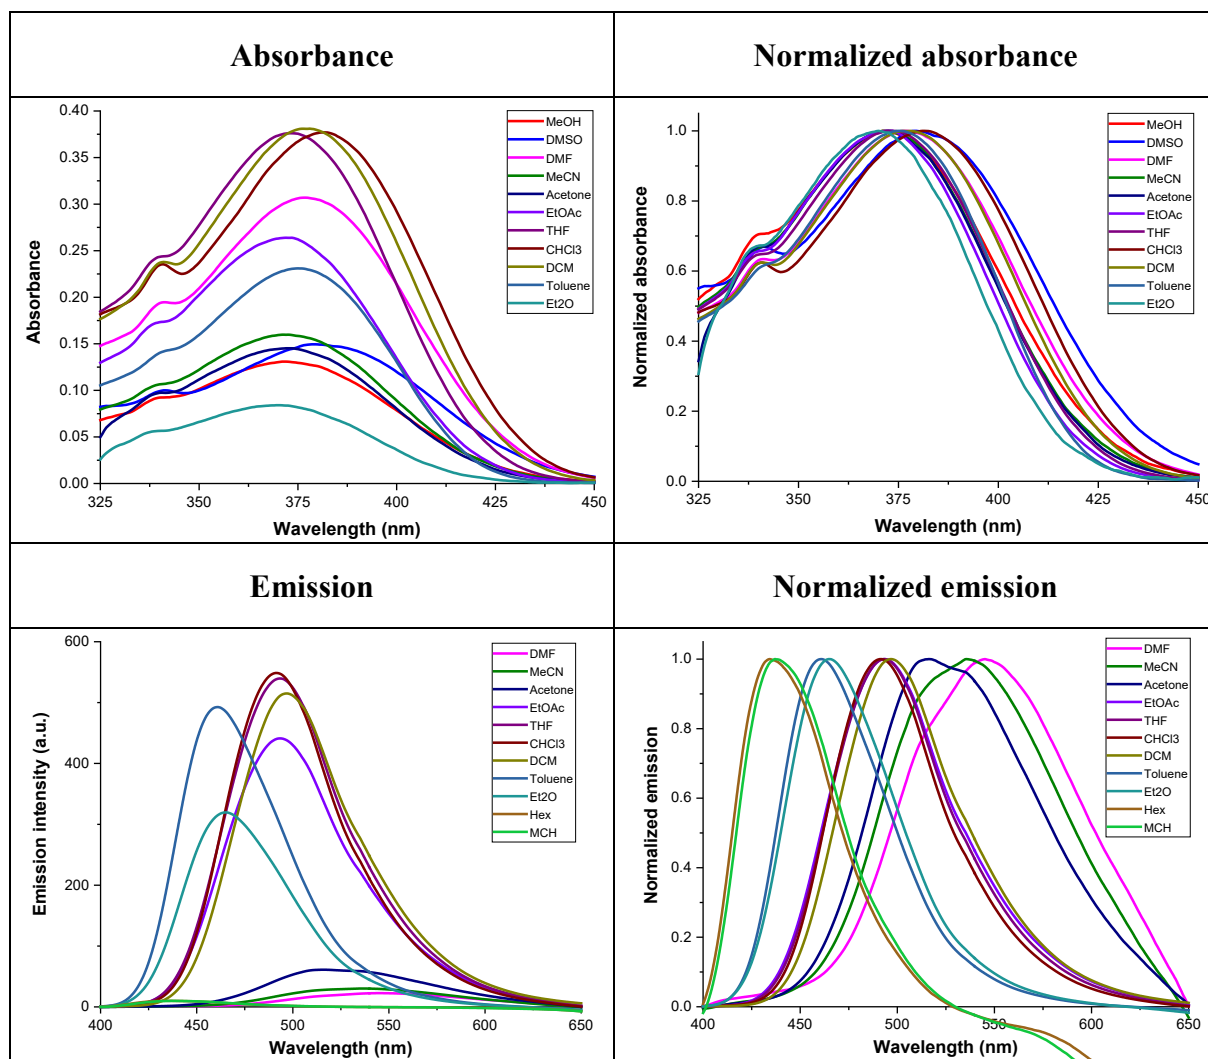 Absorbance
Normalized absorbance
0.40
0.35
0.30
0.25
0.20
0.15
0.10
0.05
0.00
Absorbance
325
350
375
400
425
450
Wavelength (nm)
MeOH
DMSO
DMF
MeCN
Acetone
EtOAc
THF
CHCl3
DCM
Toluene
Et2O
1.0
0.8
0.6
0.4
0.2
0.0
Normalized absorbance
325
350
375
400
425
450
Wavelength (nm)
MeOH
DMSO
DMF
MeCN
Acetone
EtOAc
THF
CHCl3
DCM
Toluene
Et2O
Emission
Normalized emission
600
400
200
0
Emission intensity (a.u.)
400
450
500
550
600
650
Wavelength (nm)
DMF
MeCN
Acetone
EtOAc
THF
CHCl3
DCM
Toluene
Et2O
Hex
MCH
1.0
0.8
0.6
0.4
0.2
0.0
Normalized emission
400
450
500
550
600
650
Wavelength (nm)
DMF
MeCN
Acetone
EtOAc
THF
CHCl3
DCM
Toluene
Et2O
Hex
MCH